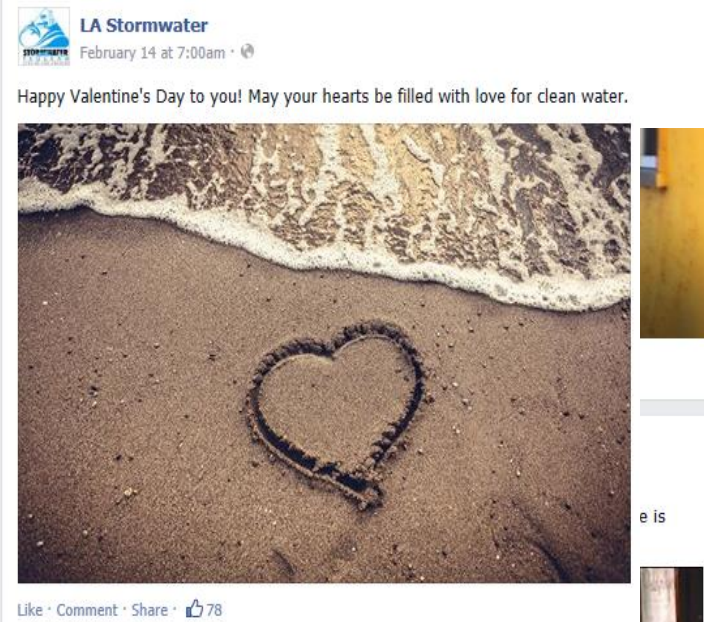 LA Stormwater
February 14 at 7:00am ·
Happy Valentine's Day to you! May your hearts be filled with love for clean water.
e is
Like · Comment · Share · 78